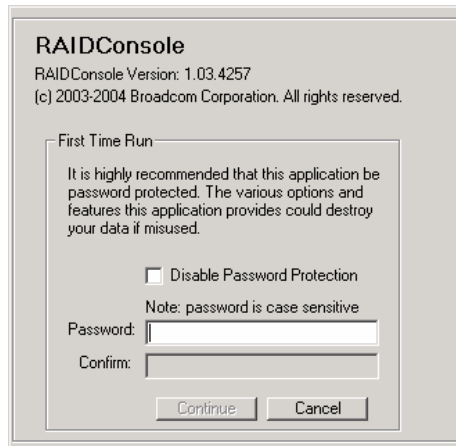 RAIDConsole
RAIDConsole Version: 1.03.4257
(c) 2003-2004 Broadcom Corporation. All rights reserved.
First Time Run
It is highly recommended that this application be
password protected. The various options and
features this application provides could destroy
your data if misused.
Disable Password Protection
Note: password is case sensitive
Password:
Confirm:
Continue Cancel